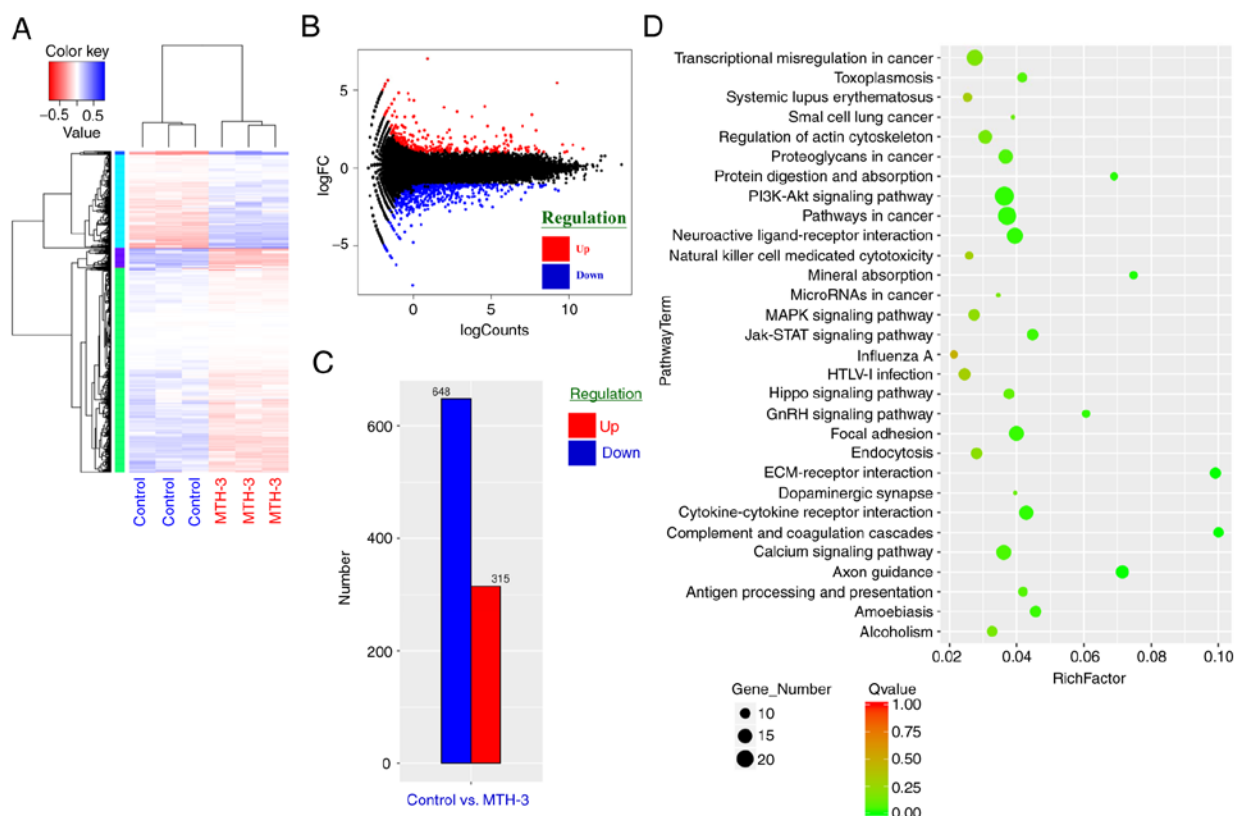 A
Color key
−0.5 0.5
Value
Control
Control
Control
MTH-3
MTH-3
MTH-3
B
5
0
−5
logFC
0 5 10
logCounts
Regulation
Up
Down
C
648
315
600
400
200
0
Number
Control vs. MTH-3
Regulation
Up
Down
D
PathwayTerm
Transcriptional misregulation in cancer
Toxoplasmosis
Systemic lupus erythematosus
Smal cell lung cancer
Regulation of actin cytoskeleton
Proteoglycans in cancer
Protein digestion and absorption
PI3K-Akt signaling pathway
Pathways in cancer
Neuroactive ligand-receptor interaction
Natural killer cell medicated cytotoxicity
Mineral absorption
MicroRNAs in cancer
MAPK signaling pathway
Jak-STAT signaling pathway
Influenza A
HTLV-I infection
Hippo signaling pathway
GnRH signaling pathway
Focal adhesion
Endocytosis
ECM-receptor interaction
Dopaminergic synapse
Cytokine-cytokine receptor interaction
Complement and coagulation cascades
Calcium signaling pathway
Axon guidance
Antigen processing and presentation
Amoebiasis
Alcoholism
0.02 0.04 0.06 0.08 0.10
RichFactor
Gene_Number
10
15
20
Qvalue
1.00
0.75
0.50
0.25
0.00